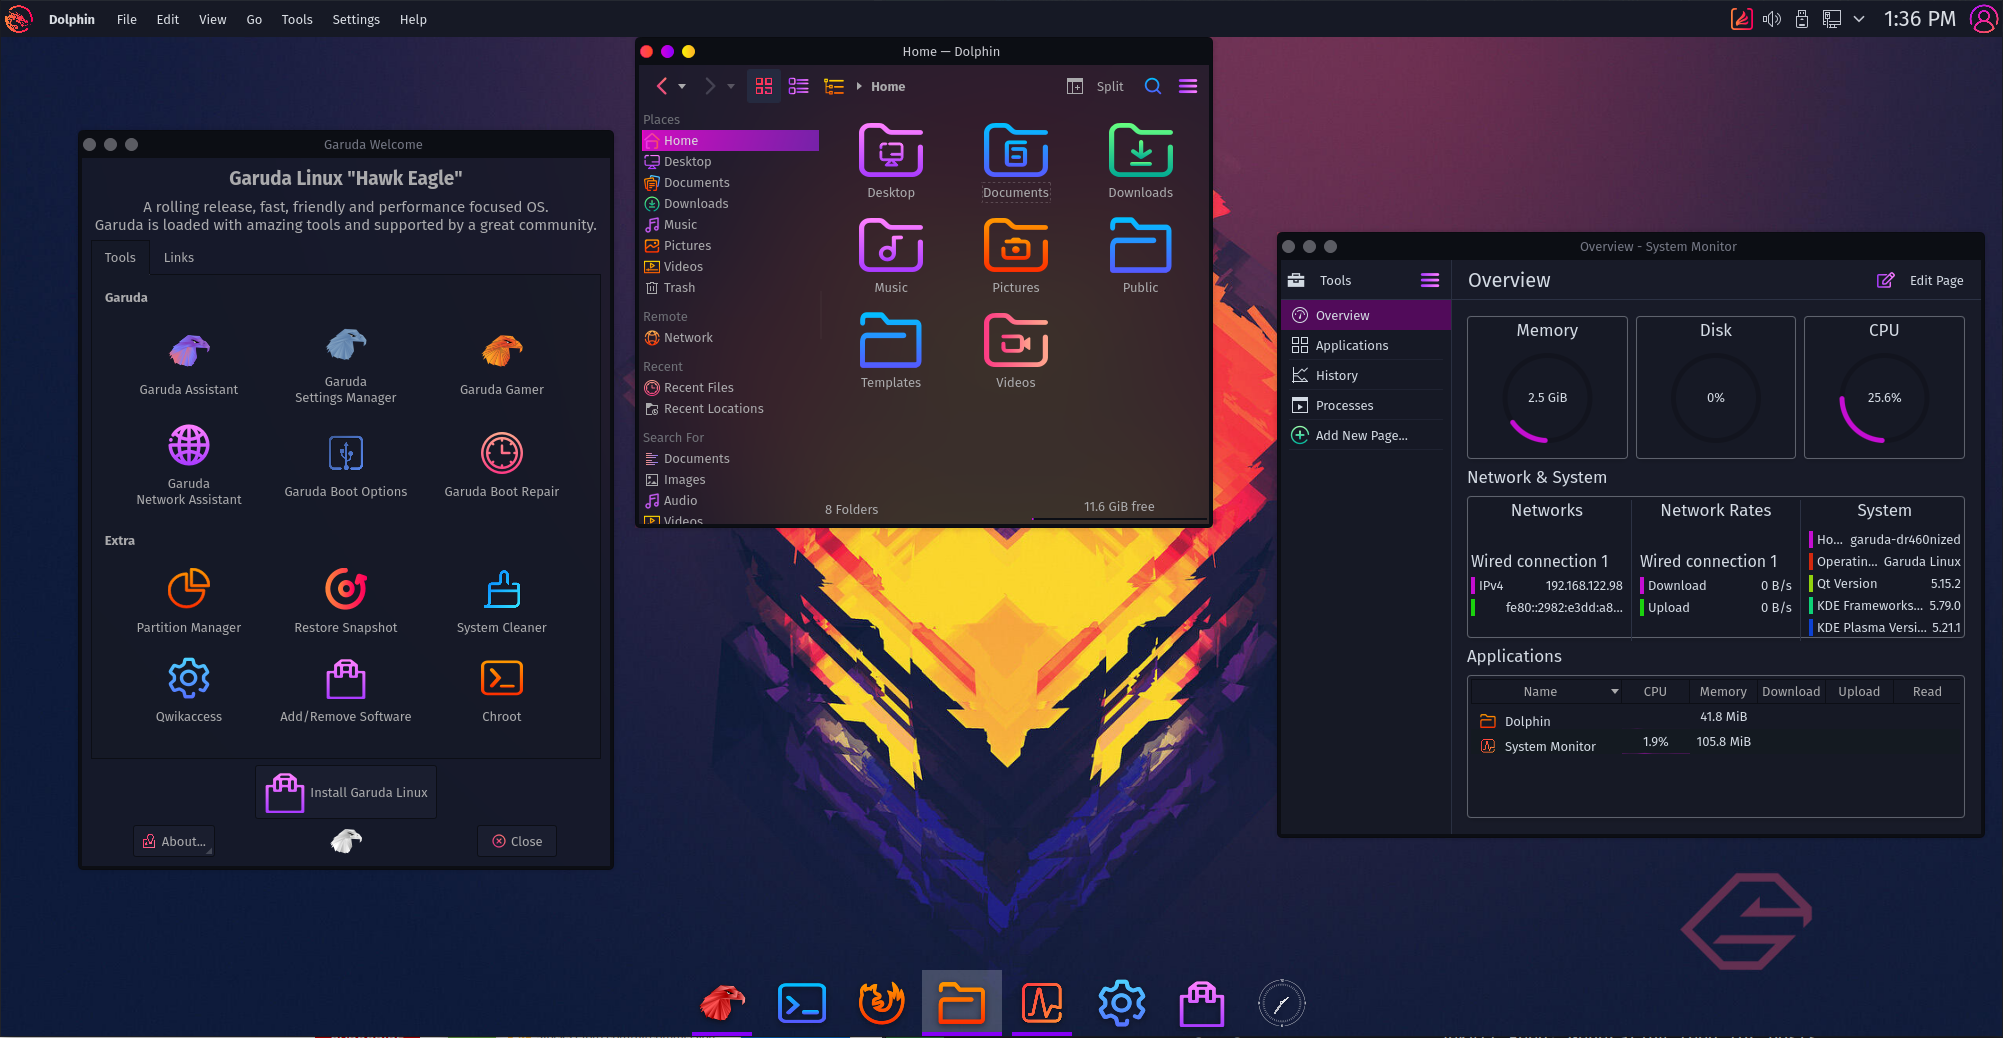 Dolphin File Edit View Go Tools Settings Help
1:36 PM
Garuda Welcome
Garuda Linux "Hawk Eagle"
A rolling release, fast, friendly and performance focused OS.
Garuda is loaded with amazing tools and supported by a great community.
Tools Links
Garuda
Garuda Assistant
Garuda
Settings Manager
Garuda Gamer
Garuda
Network Assistant
Garuda Boot Options
Garuda Boot Repair
Extra
Partition Manager
Restore Snapshot
System Cleaner
Qwikaccess
Add/Remove Software
Chroot
Install Garuda Linux
About...
Close
Home — Dolphin
Home
Split
Places
Home
Desktop
Documents
Downloads
Music
Pictures
Videos
Trash
Remote
Network
Recent
Recent Files
Recent Locations
Search For
Documents
Images
Audio
Videos
Desktop
Documents
Downloads
Music
Pictures
Public
Templates
Videos
8 Folders
11.6 GiB free
Overview - System Monitor
Tools
Overview
Applications
History
Processes
Add New Page...
Overview
Edit Page
Memory
2.5 GiB
Disk
0%
CPU
25.6%
Network & System
Networks
Wired connection 1
IPv4 192.168.122.98
fe80::2982:e3dd:a8...
Network Rates
Wired connection 1
Download 0 B/s
Upload 0 B/s
System
Ho... garuda-dr460nized
Operatin... Garuda Linux
Qt Version 5.15.2
KDE Frameworks... 5.79.0
KDE Plasma Versi... 5.21.1
Applications
Name CPU Memory Download Upload Read
Dolphin 41.8 MiB
System Monitor 1.9% 105.8 MiB